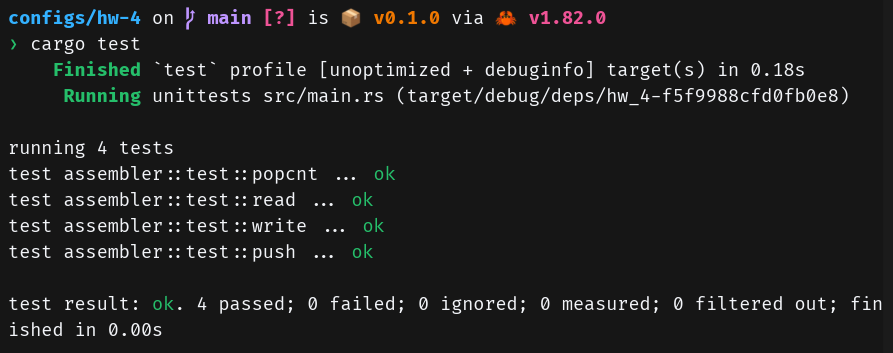 configs/hw-4 on main [?] is 📦 v0.1.0 via 🦀 v1.82.0
❯ cargo test
    Finished `test` profile [unoptimized + debuginfo] target(s) in 0.18s
     Running unittests src/main.rs (target/debug/deps/hw_4-f5f9988cfd0fb0e8)
running 4 tests
test assembler::test::popcnt ... ok
test assembler::test::read ... ok
test assembler::test::write ... ok
test assembler::test::push ... ok
test result: ok. 4 passed; 0 failed; 0 ignored; 0 measured; 0 filtered out; fin
ished in 0.00s